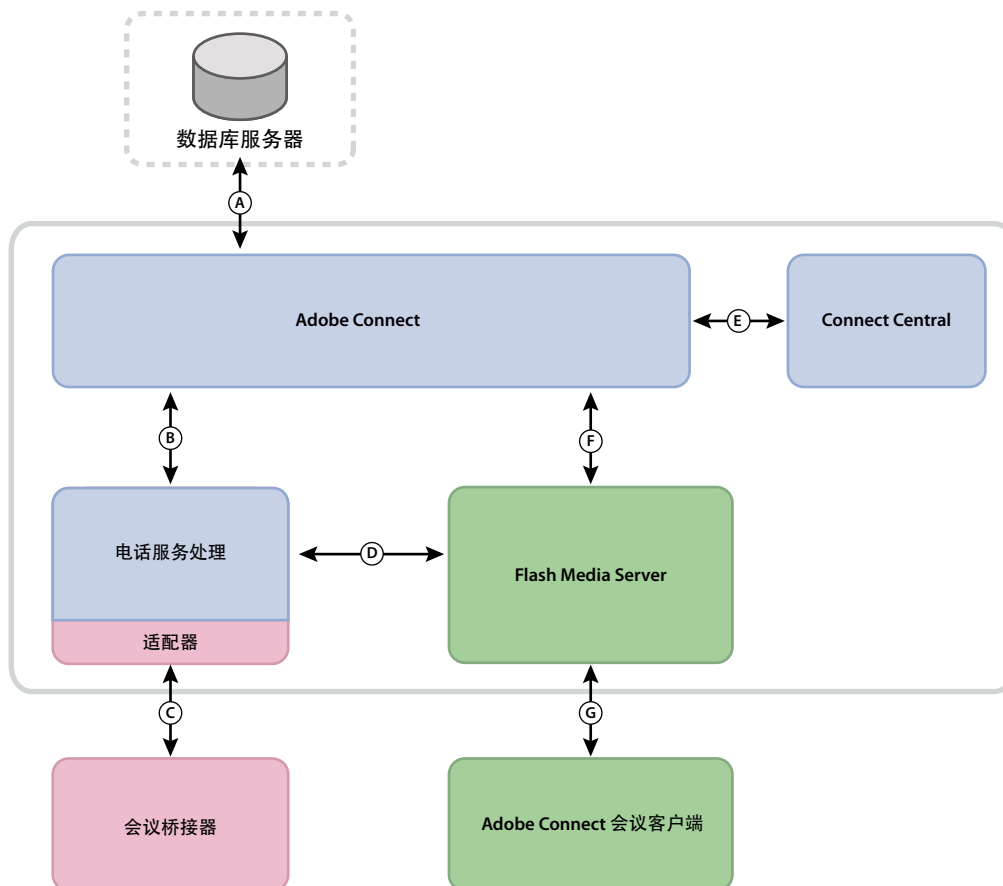 数据库服务器
A
Adobe Connect
E
Connect Central
B
F
电话服务处理
D
Flash Media Server
适配器
C
G
会议桥接器
Adobe Connect 会议客户端